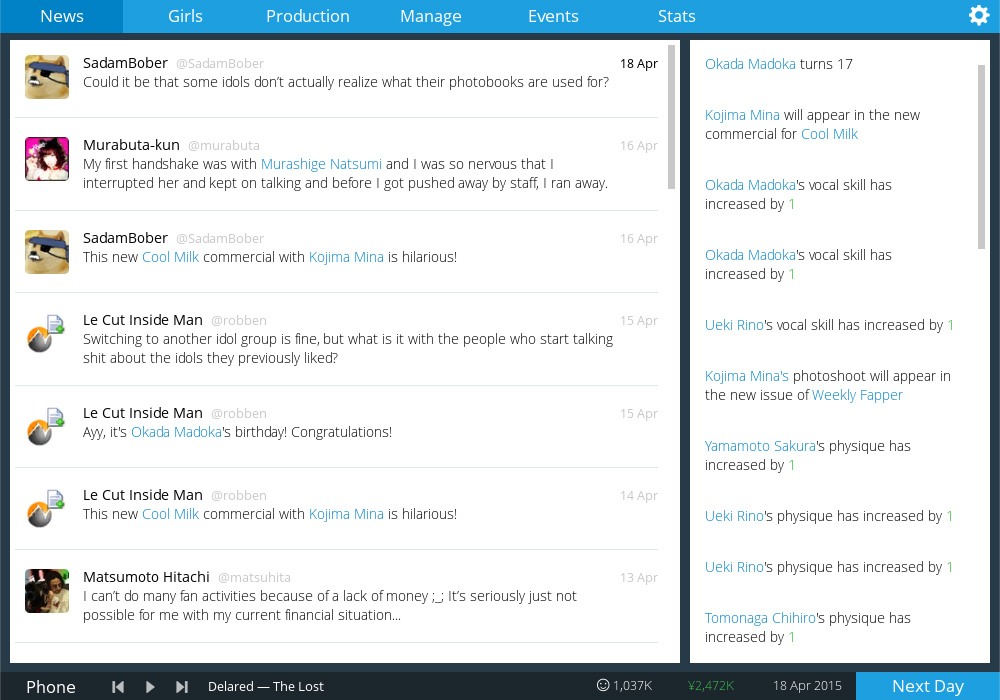 News Girls Production Manage Events Stats
SadamBober @SadamBober 18 Apr
Could it be that some idols don’t actually realize what their photobooks are used for?
Murabuta-kun @murabuta 16 Apr
My first handshake was with Murashige Natsumi and I was so nervous that I
interrupted her and kept on talking and before I got pushed away by staff, I ran away.
SadamBober @SadamBober 16 Apr
This new Cool Milk commercial with Kojima Mina is hilarious!
Le Cut Inside Man @robben 15 Apr
Switching to another idol group is fine, but what is it with the people who start talking
shit about the idols they previously liked?
Le Cut Inside Man @robben 15 Apr
Ayy, it's Okada Madoka's birthday! Congratulations!
Le Cut Inside Man @robben 14 Apr
This new Cool Milk commercial with Kojima Mina is hilarious!
Matsumoto Hitachi @matsuhita 13 Apr
I can’t do many fan activities because of a lack of money ;_; It’s seriously just not
possible for me with my current financial situation...
Okada Madoka turns 17
Kojima Mina will appear in the new
commercial for Cool Milk
Okada Madoka's vocal skill has
increased by 1
Okada Madoka's vocal skill has
increased by 1
Ueki Rino's vocal skill has increased by 1
Kojima Mina's photoshoot will appear in
the new issue of Weekly Fapper
Yamamoto Sakura's physique has
increased by 1
Ueki Rino's physique has increased by 1
Ueki Rino's physique has increased by 1
Tomonaga Chihiro's physique has
increased by 1
Phone Delared — The Lost 1,037K ¥2,472K 18 Apr 2015 Next Day